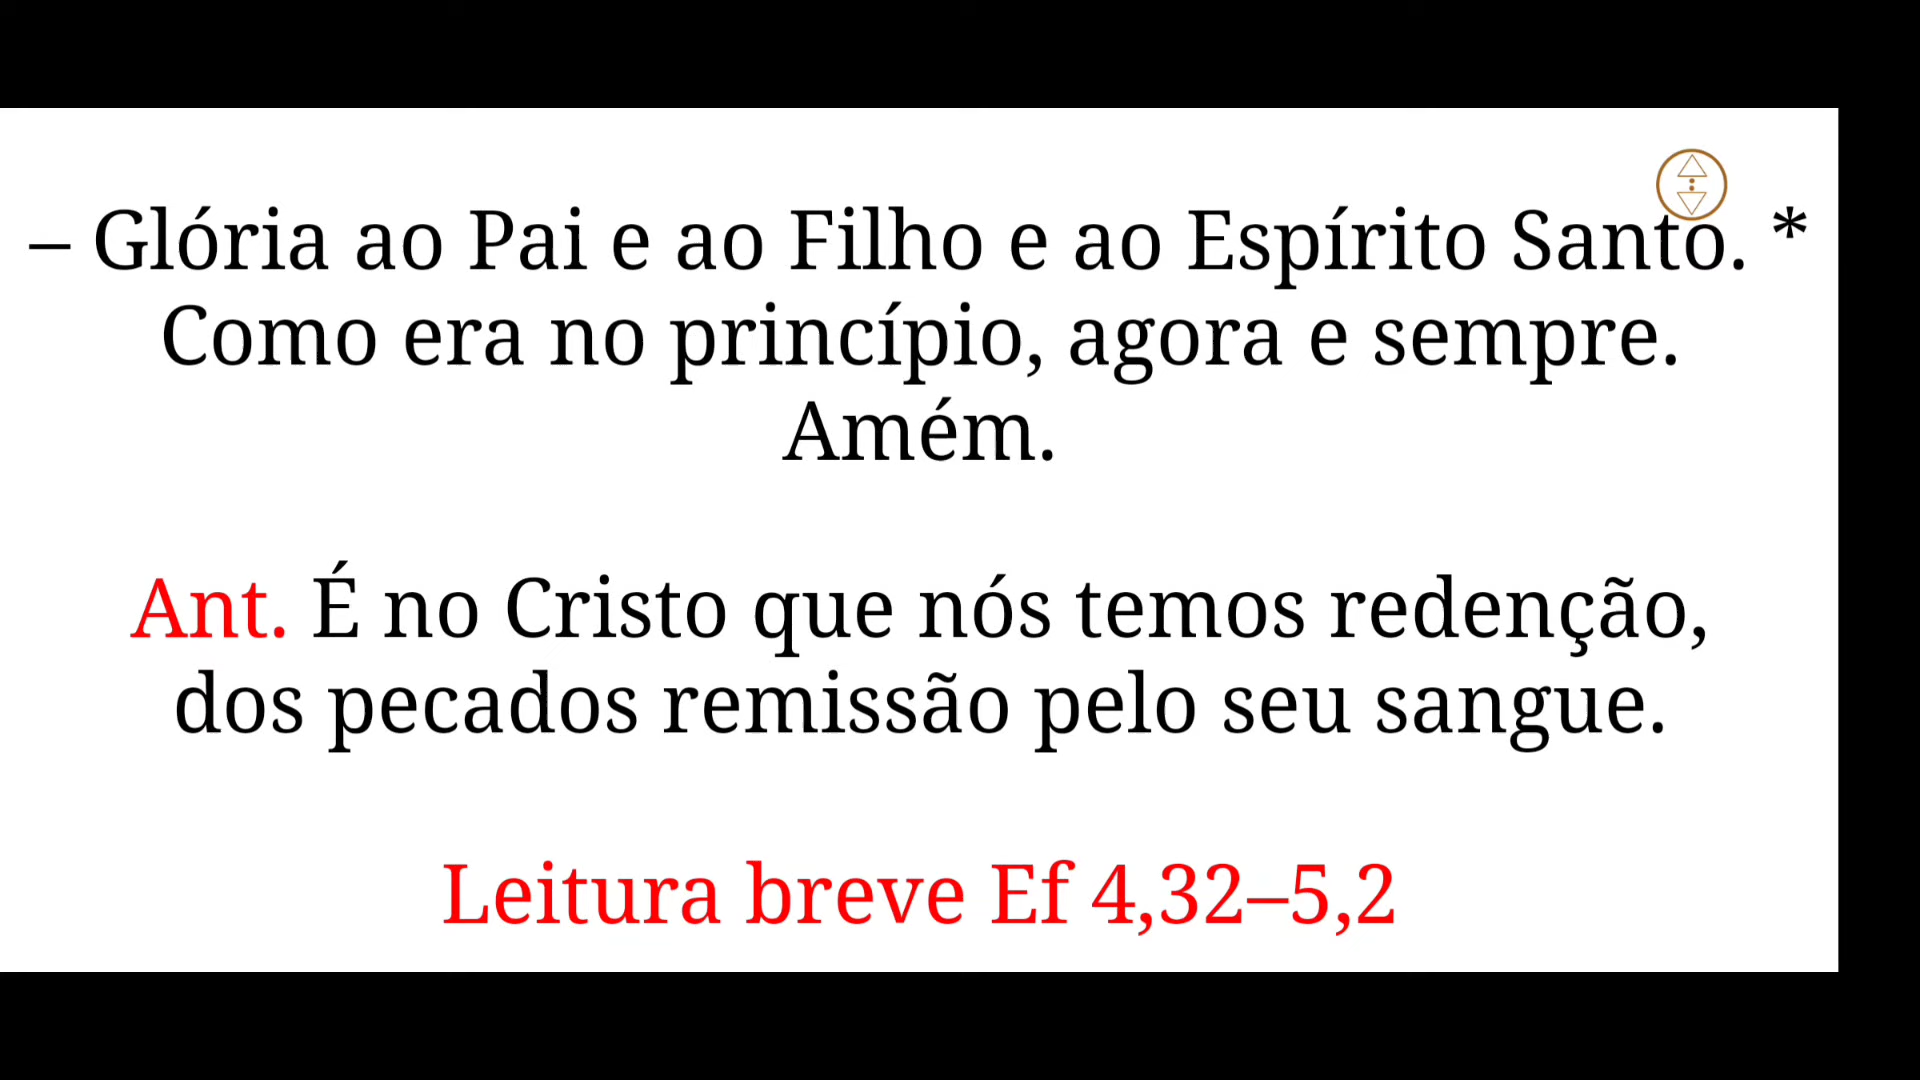 – Glória ao Pai e ao Filho e ao Espírito Santo. *
Como era no princípio, agora e sempre.
Amém.
Ant. É no Cristo que nós temos redenção,
dos pecados remissão pelo seu sangue.
Leitura breve Ef 4,32–5,2